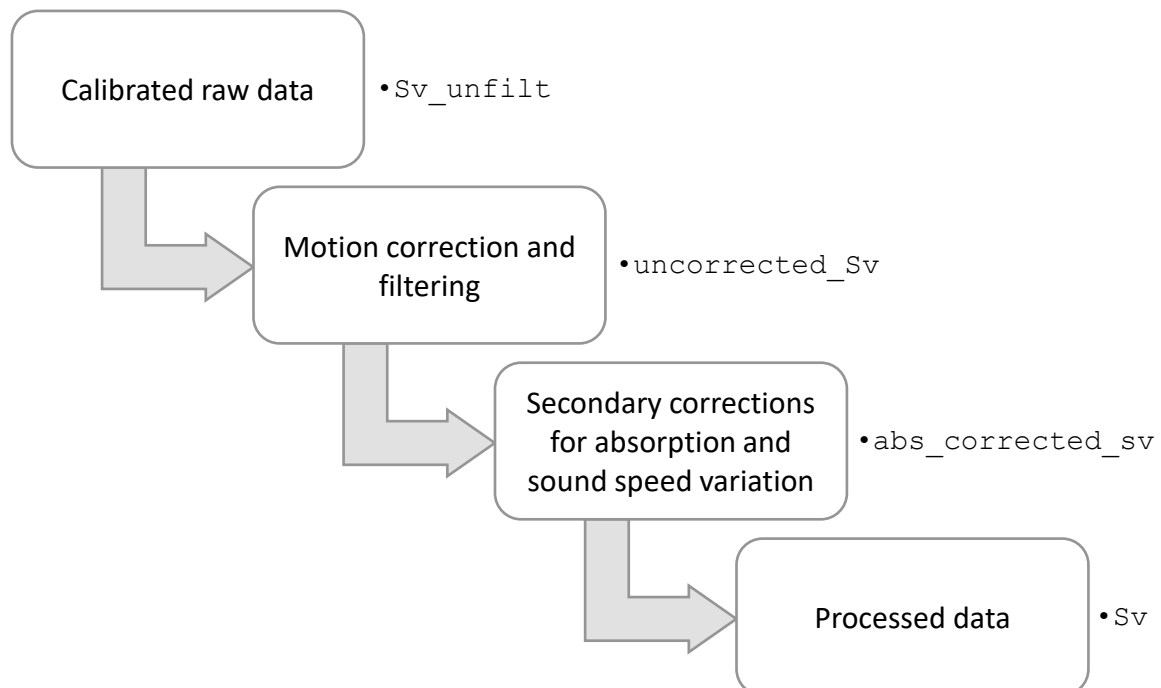 Calibrated raw data
•Sv_unfilt
Motion correction and
filtering
•uncorrected_Sv
Secondary corrections
for absorption and
sound speed variation
•abs_corrected_sv
Processed data
•Sv